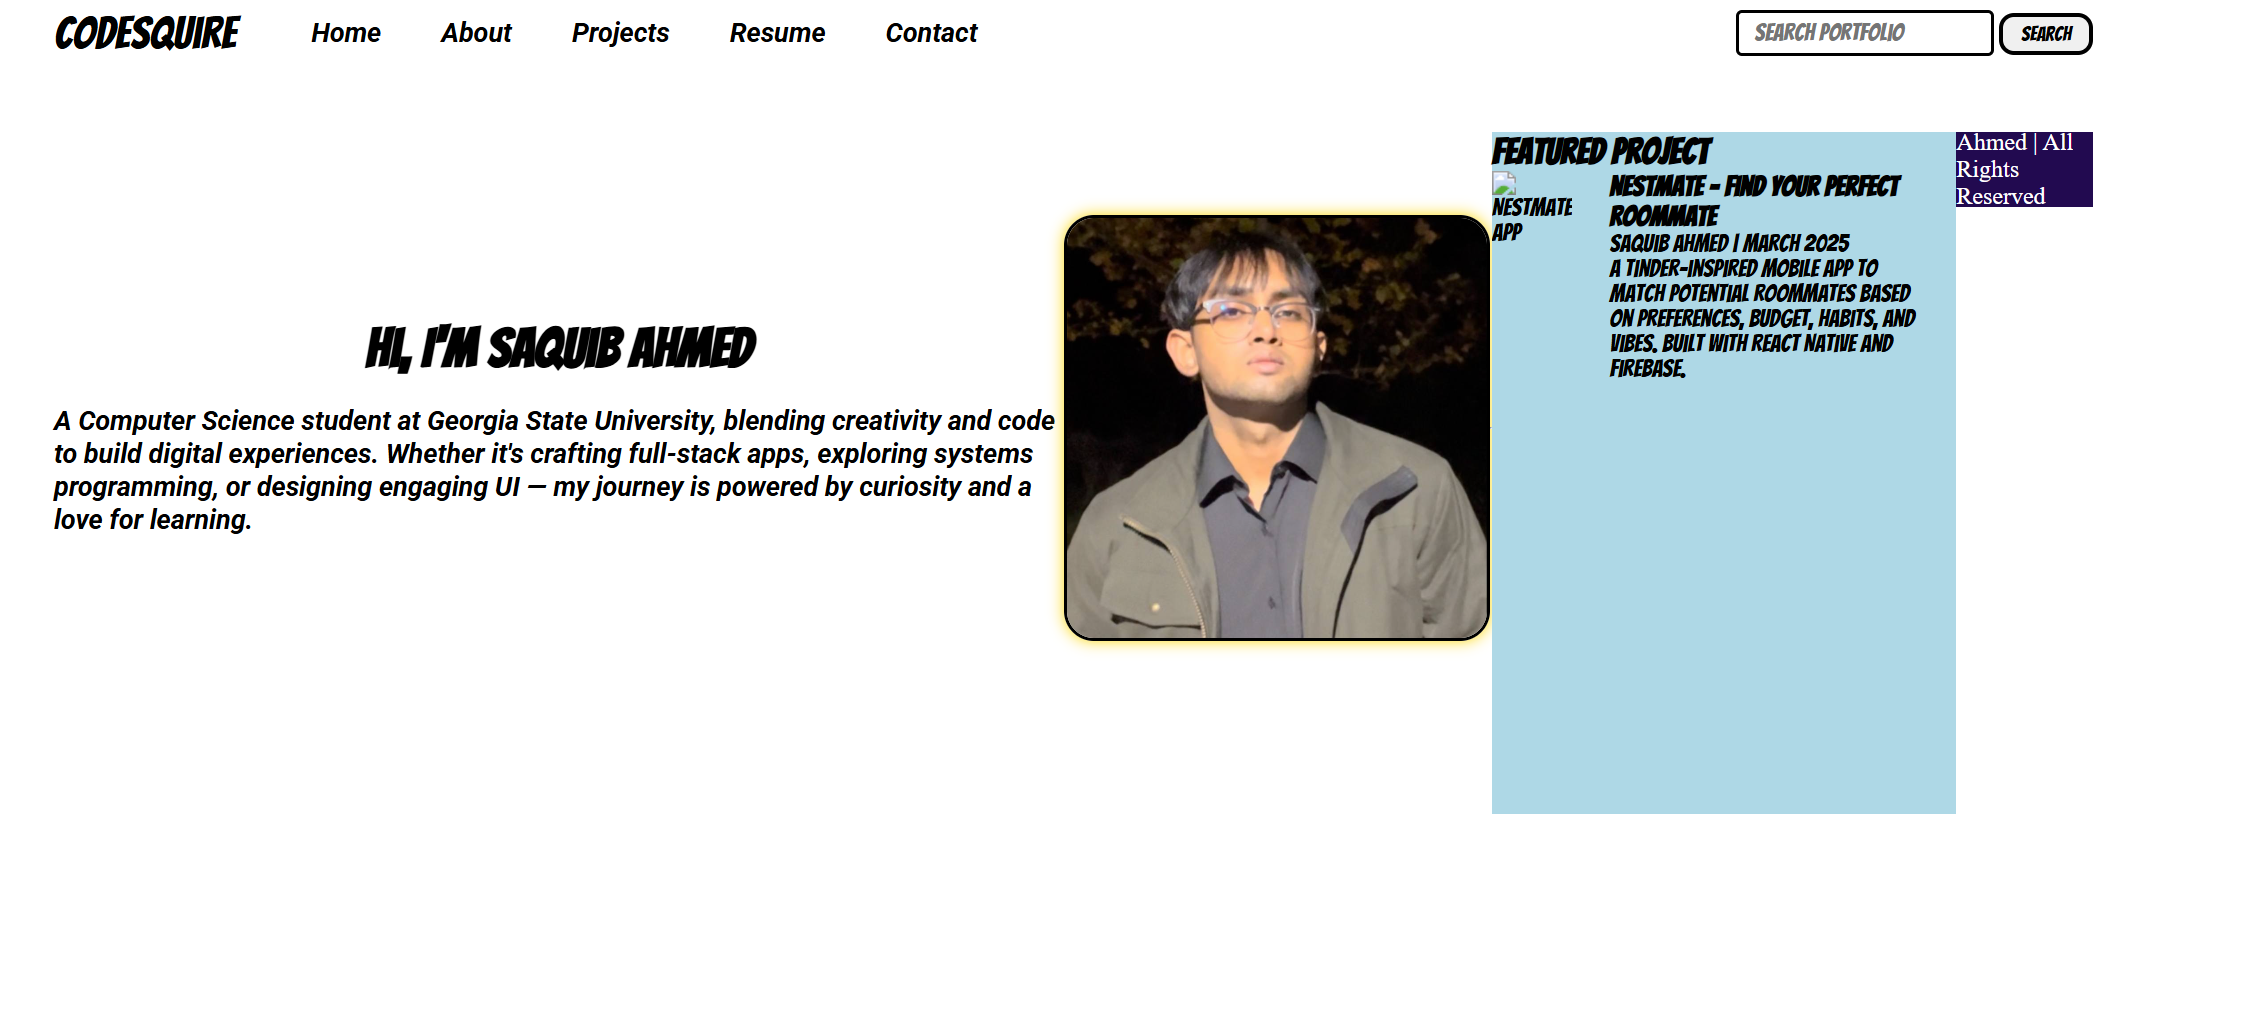 CODESQUIRE
Home
About
Projects
Resume
Contact
SEARCH PORTFOLIO
SEARCH
HI, I'M SAQUIB AHMED
A Computer Science student at Georgia State University, blending creativity and code
to build digital experiences. Whether it's crafting full-stack apps, exploring systems
programming, or designing engaging UI — my journey is powered by curiosity and a
love for learning.
FEATURED PROJECT
NESTMATE
APP
NESTMATE - FIND YOUR PERFECT
ROOMMATE
SAQUIB AHMED | MARCH 2025
A TINDER-INSPIRED MOBILE APP TO
MATCH POTENTIAL ROOMMATES BASED
ON PREFERENCES, BUDGET, HABITS, AND
VIBES. BUILT WITH REACT NATIVE AND
FIREBASE.
Ahmed | All
Rights
Reserved